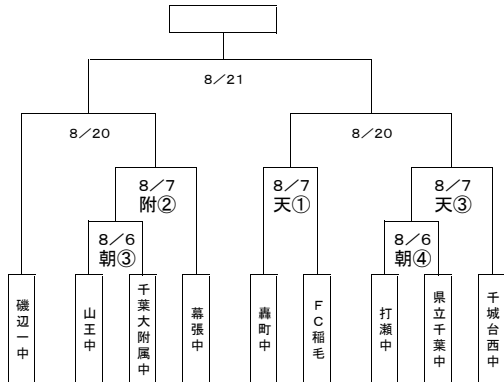 8/21
8/20
8/20
8/7
附②
8/7
天①
8/7
天③
8/6
朝③
8/6
朝④
磯辺一中
山王中
千葉大附属中
幕張中
轟町中
FC稲毛
打瀬中
県立千葉中
千城台西中